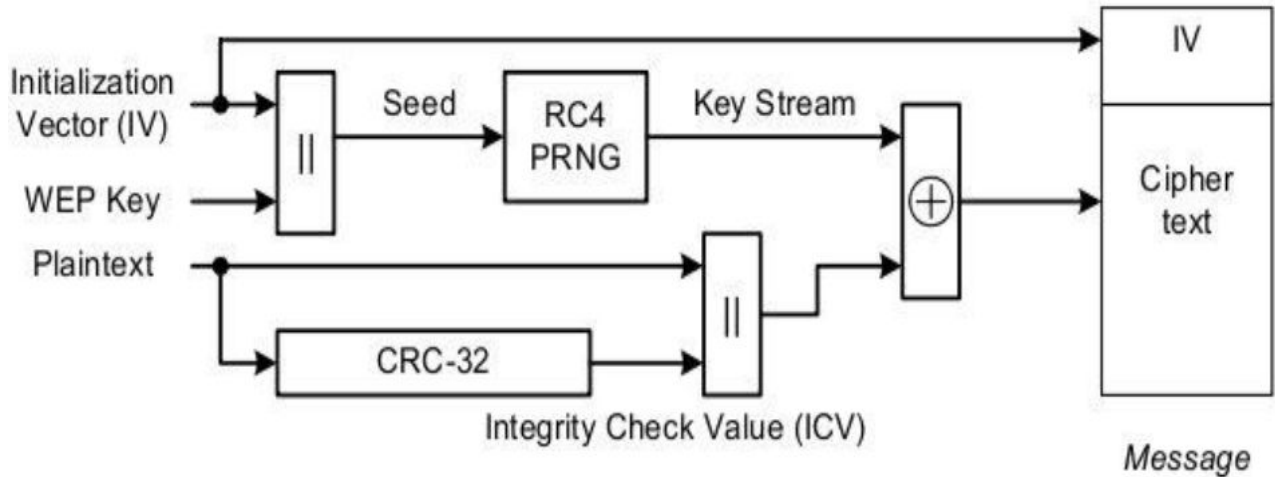 IV
Initialization
Vector (IV)
Seed
RC4
PRNG
Key Stream
||
WEP Key
Cipher
text
Plaintext
||
CRC-32
Integrity Check Value (ICV)
Message